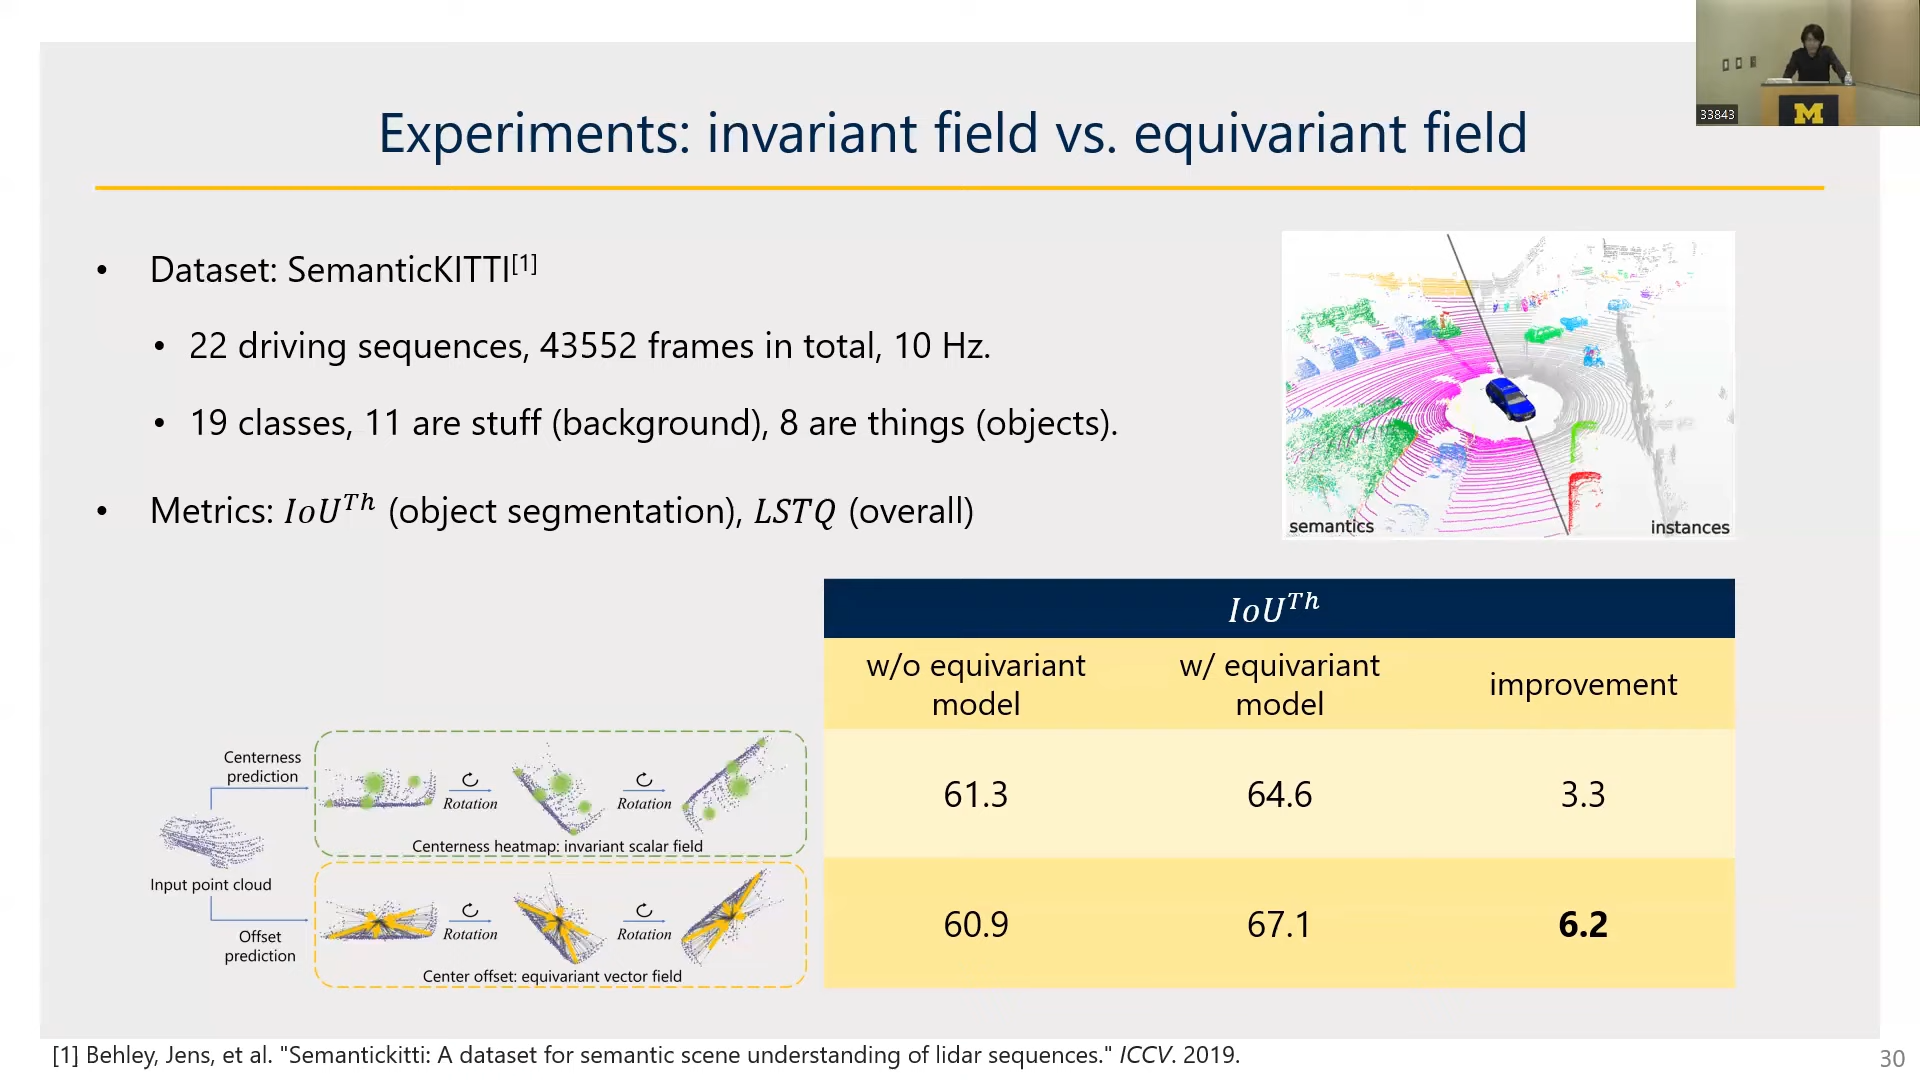 33843
M
Experiments: invariant field vs. equivariant field
• Dataset: SemanticKITTI[1]
• 22 driving sequences, 43552 frames in total, 10 Hz.
• 19 classes, 11 are stuff (background), 8 are things (objects).
• Metrics: IoU^Th (object segmentation), LSTQ (overall)
semantics
instances
IoU^Th
w/o equivariant
model
w/ equivariant
model
improvement
61.3 64.6 3.3
60.9 67.1 6.2
Centerness
prediction
Rotation
Rotation
Centerness heatmap: invariant scalar field
Input point cloud
Offset
prediction
Rotation
Rotation
Center offset: equivariant vector field
[1] Behley, Jens, et al. "Semantickitti: A dataset for semantic scene understanding of lidar sequences." ICCV. 2019.
30